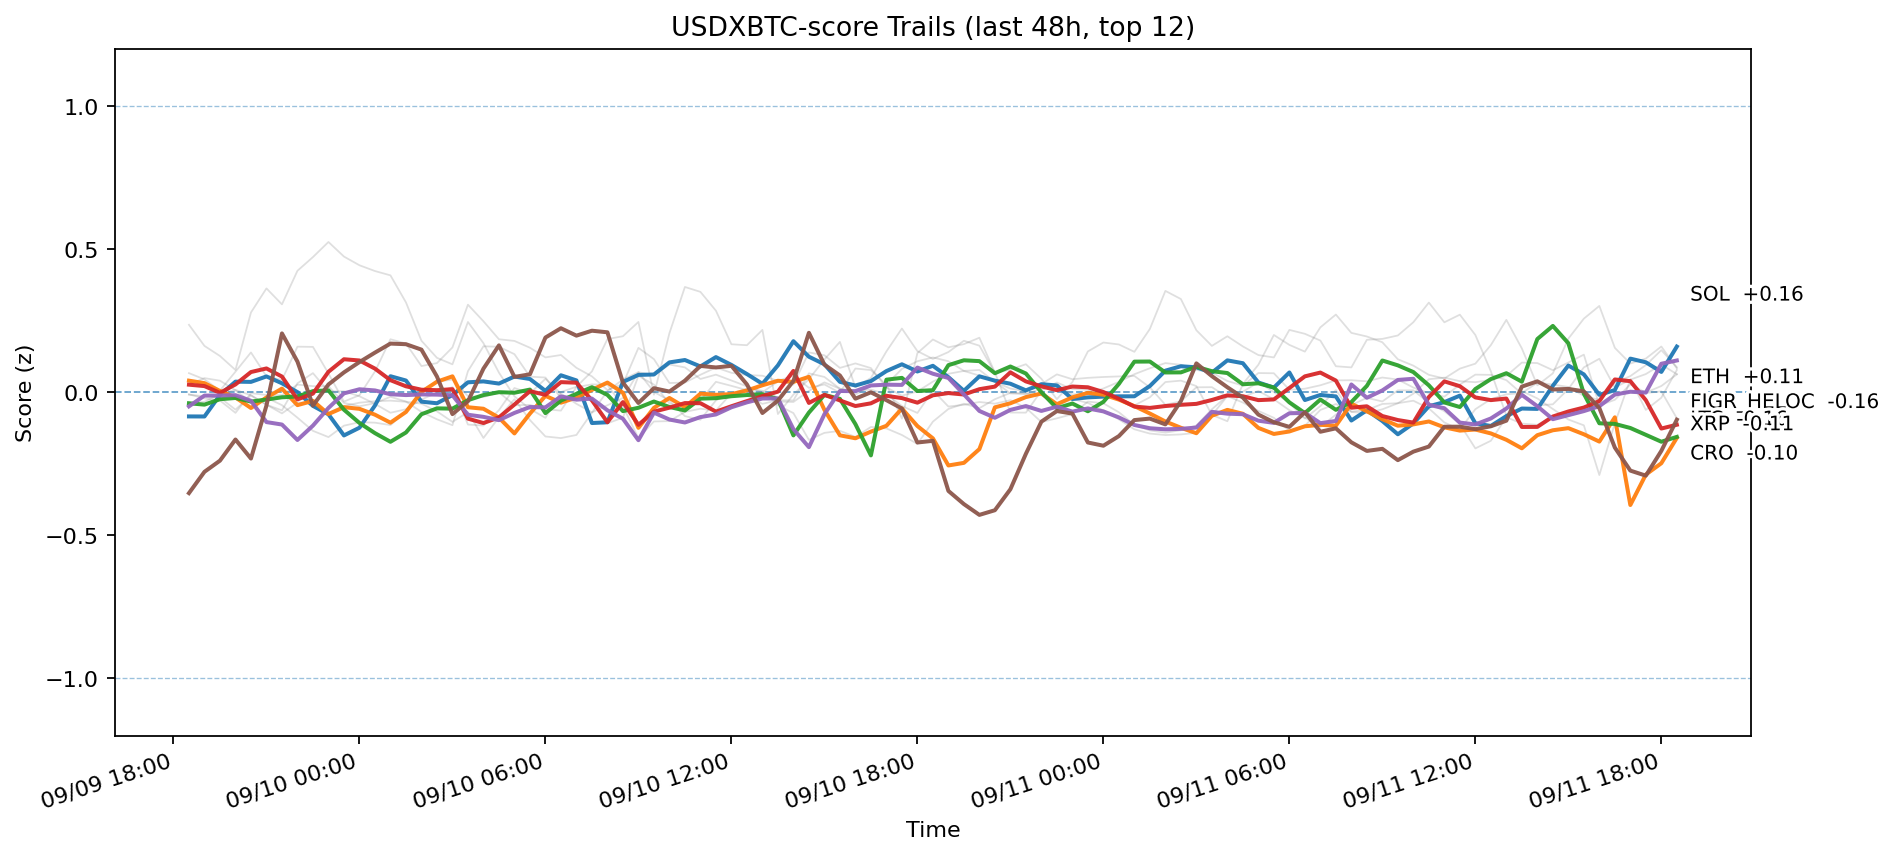 USDXBTC-score Trails (last 48h, top 12)
Score (z)
1.0
0.5
0.0
−0.5
−1.0
SOL +0.16
ETH +0.11
FIGR_HELOC -0.16
XRP -0.11
CRO -0.10
09/09 18:00
09/10 00:00
09/10 06:00
09/10 12:00
09/10 18:00
09/11 00:00
09/11 06:00
09/11 12:00
09/11 18:00
Time